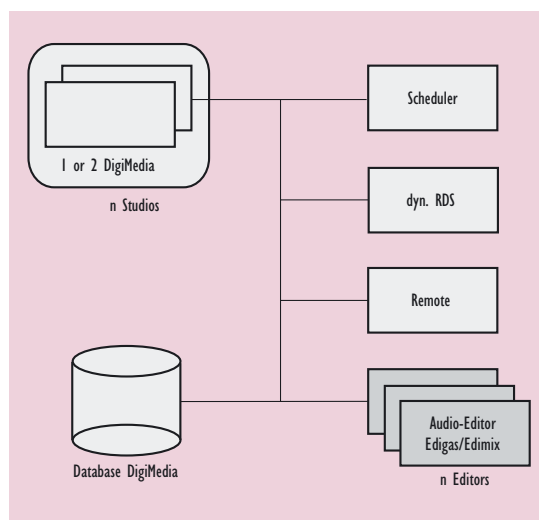 1 or 2 DigiMedia
n Studios
Scheduler
dyn. RDS
Remote
Database DigiMedia
Audio-Editor
Edigas/Edimix
n Editors